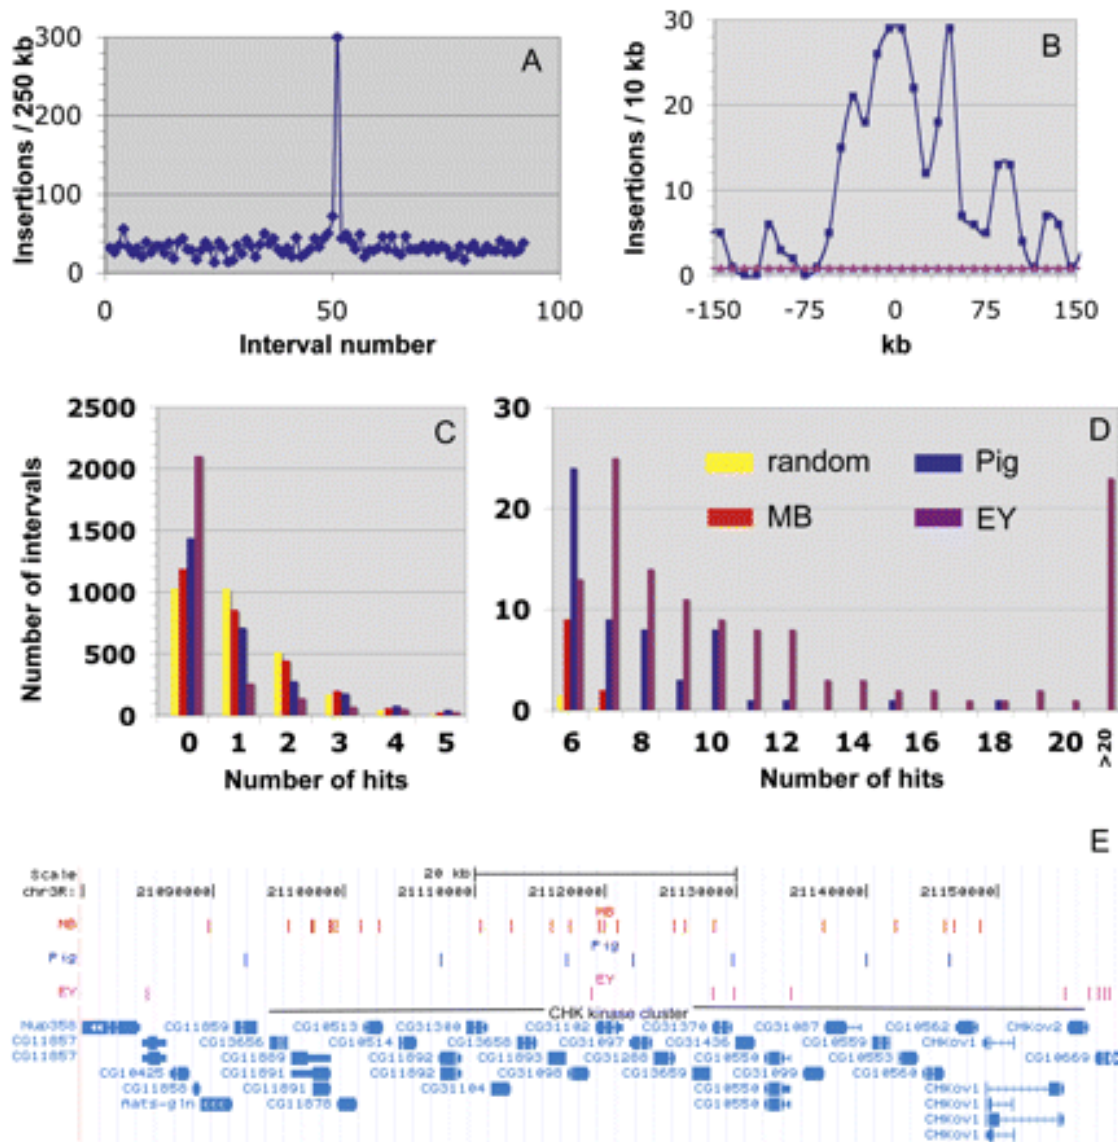 A
Insertions / 250 kb
300
200
100
0
0 50 100
Interval number
B
Insertions / 10 kb
30
20
10
0
-150 -75 0 75 150
kb
C
Number of intervals
2500
2000
1500
1000
500
0
0 1 2 3 4 5
Number of hits
D
30
20
10
0
random Pig
MB EY
6 8 10 12 14 16 18 20 >20
Number of hits
E
Scale 20 kb
chr3R: 21090000 21100000 21110000 21120000 21130000 21140000 21150000
MB
MB
Pig
Pig
EY
EY
CHK kinase cluster
Nup358 CG11859 CG10513 CG31300 CG31102 CG31370 CG31087 CG10562 CHKov2
CG11857 CG13656 CG10514 CG13658 CG31097 CG31436 CG10559 CHKov1
CG11857 CG11889 CG11892 CG11893 CG31288 CG10550 CG10553 CG10669
CG10425 CG11891 CG11892 CG31098 CG13659 CG31099 CG10560
CG11858 CG11891 CG31104 CG10550 CHKov1
Aats-gln CG11878 CG10550 CHKov1
CHKov1
CHKov1